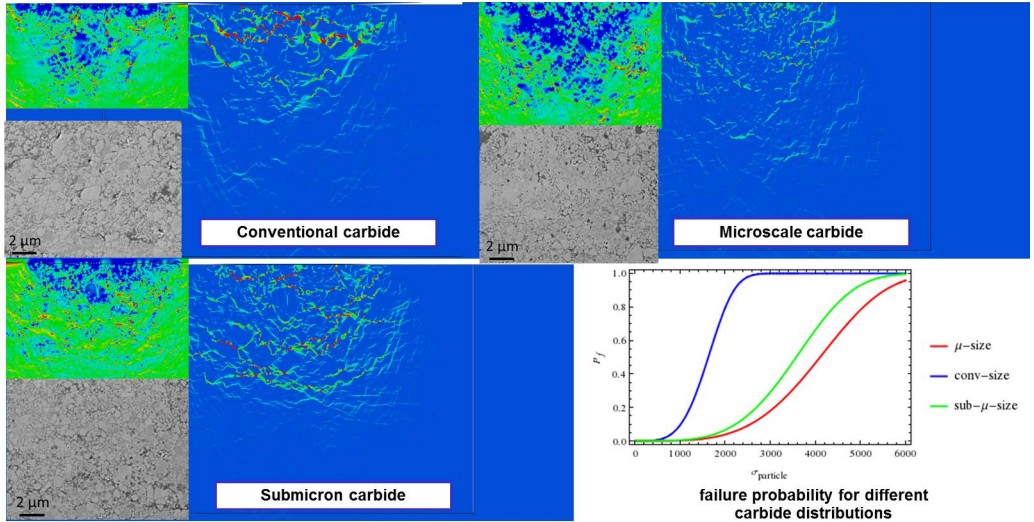 2 μm
Conventional carbide
2 μm
Microscale carbide
2 μm
Submicron carbide
P_f
1.0
0.8
0.6
0.4
0.2
0.0
0 1000 2000 3000 4000 5000 6000
σ_particle
μ-size
conv-size
sub-μ-size
failure probability for different
carbide distributions